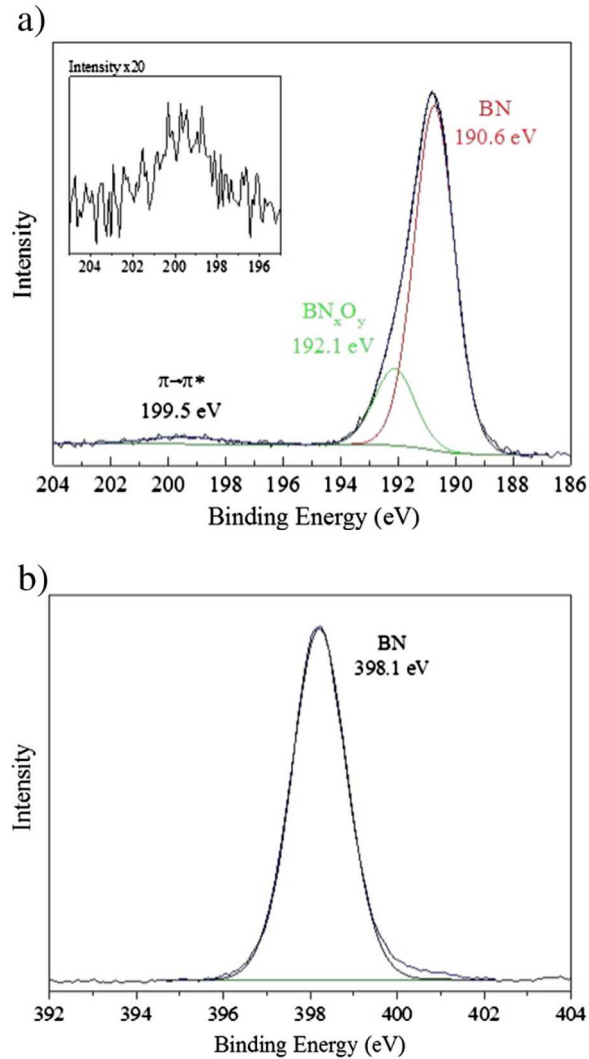 a)
Intensity x20
204 202 200 198 196
BN
190.6 eV
BNₓOᵧ
192.1 eV
π→π*
199.5 eV
Intensity
204 202 200 198 196 194 192 190 188 186
Binding Energy (eV)
b)
BN
398.1 eV
Intensity
392 394 396 398 400 402 404
Binding Energy (eV)